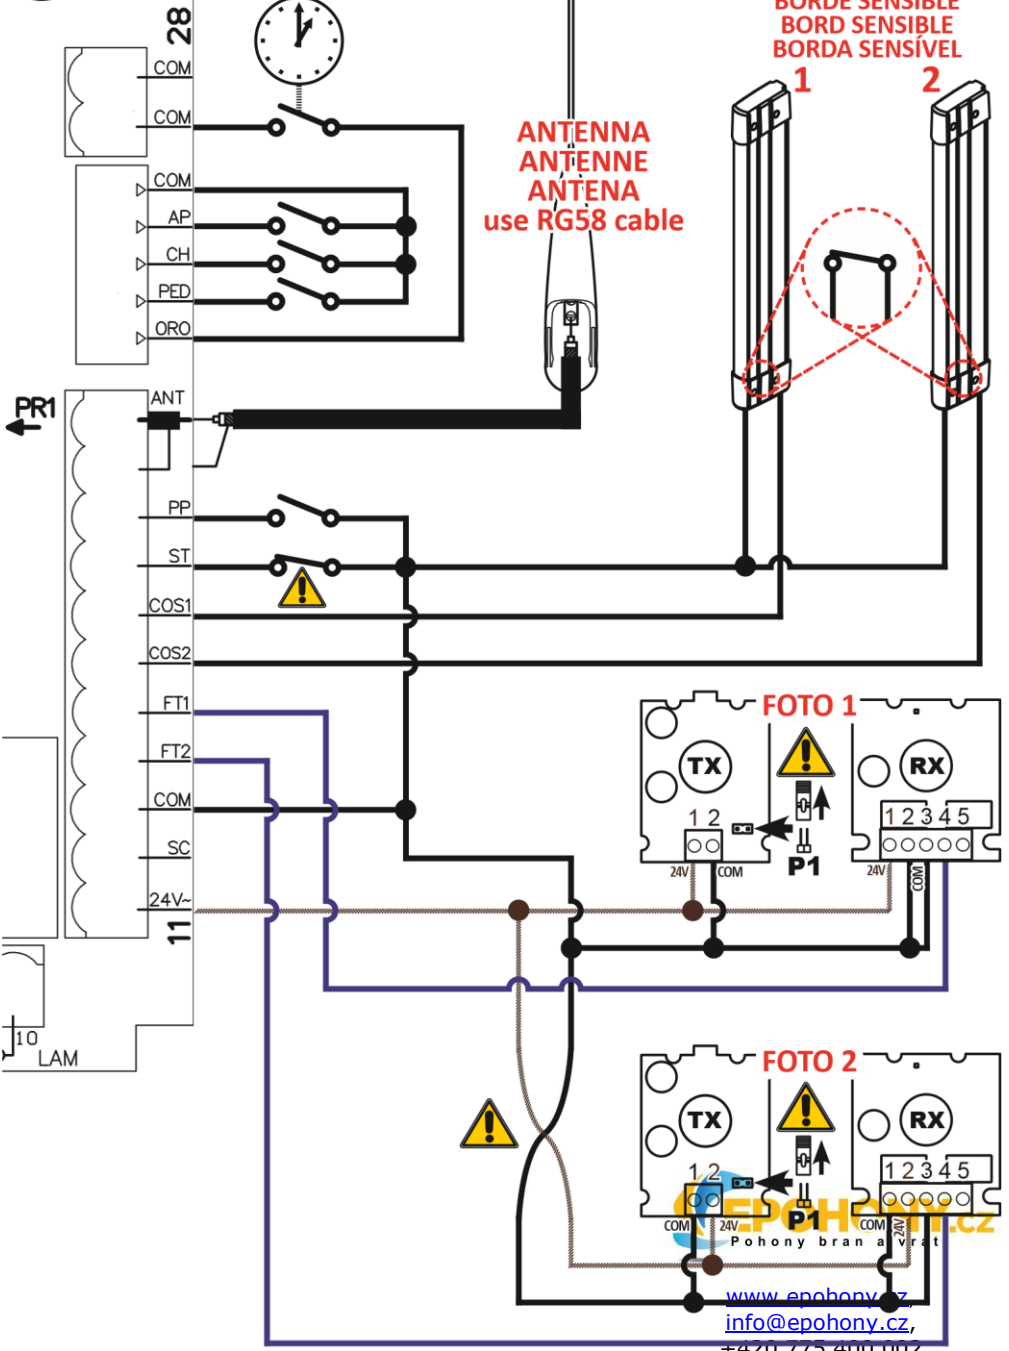 BORDE SENSIBLE
BORD SENSIBLE
BORDA SENSÍVEL
1 2
28
COM
COM
COM
AP
CH
PED
ORO
ANTENNA
ANTENNE
ANTENA
use RG58 cable
PR1
ANT
PP
ST
COS1
COS2
FT1
FT2
COM
SC
24V~
11
10
LAM
FOTO 1
TX
RX
1 2
1 2 3 4 5
P1
24V
COM
24V
COM
FOTO 2
TX
RX
1 2
1 2 3 4 5
P1
COM
24V
COM
24V
EPOHONY.CZ
Pohony bran a vrat
www.epohony.cz,
info@epohony.cz,
+420 775 400 002